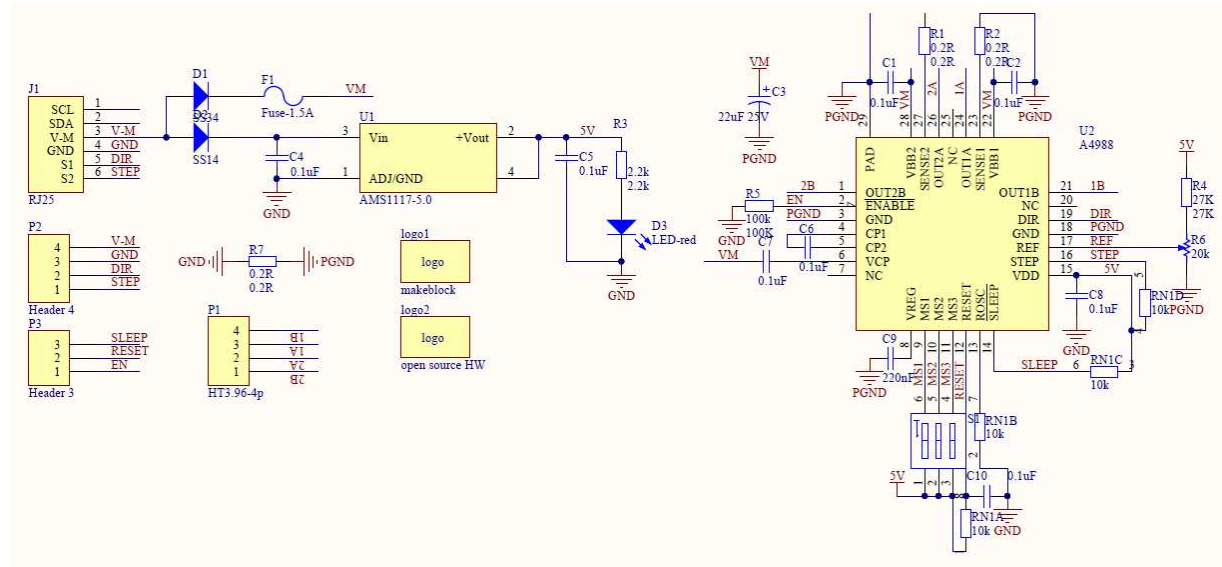 J1
SCL 1
SDA 2
V-M 3 V-M
GND 4 GND
S1 5 DIR
S2 6 STEP
RJ25
D1
SS34
D2
SS14
F1
Fuse-1.5A
VM
C4
0.1uF
GND
U1
3 Vin +Vout 2
1 ADJ/GND 4
AMS1117-5.0
5V
C5
0.1uF
R3
2.2k
2.2k
D3
LED-red
GND
P2
4 V-M
3 GND
2 DIR
1 STEP
Header 4
GND
R7
0.2R
0.2R
PGND
logo1
logo
makeblock
logo2
logo
open source HW
P3
3 SLEEP
2 RESET
1 EN
Header 3
P1
4 1B
3 1A
2 2A
1 2B
HT3.96-4p
VM
C3
22uF 25V
PGND
C1
0.1uF
PGND
R1
0.2R
0.2R
R2
0.2R
0.2R
C2
0.1uF
PGND
VM
2A
1A
VM
29
28
27
26
25
24
23
22
U2
A4988
PAD
VBB2
SENSE2
OUT2A
NC
OUT1A
SENSE1
VBB1
2B 1 OUT2B
EN 2 ENABLE
PGND 3 GND
4 CP1
5 CP2
6 VCP
7 NC
OUT1B 21 1B
NC 20
DIR 19 DIR
GND 18 PGND
REF 17 REF
STEP 16 STEP
VDD 15 5V
R5
100k
100K
GND
C7
0.1uF
C6
0.1uF
VM
VREG
MS1
MS2
MS3
RESET
ROSC
SLEEP
8
9
10
11
12
13
14
5V
R4
27K
27K
R6
20k
PGND
C8
0.1uF
GND
5
RN1D
10k
4
SLEEP 6
RN1C
10k
3
C9
220nF
PGND
MS1
MS2
MS3
RESET
6
5
4
7
S1
1
2
3
RN1B
10k
2
5V
C10
0.1uF
8
RN1A
10k
1
GND